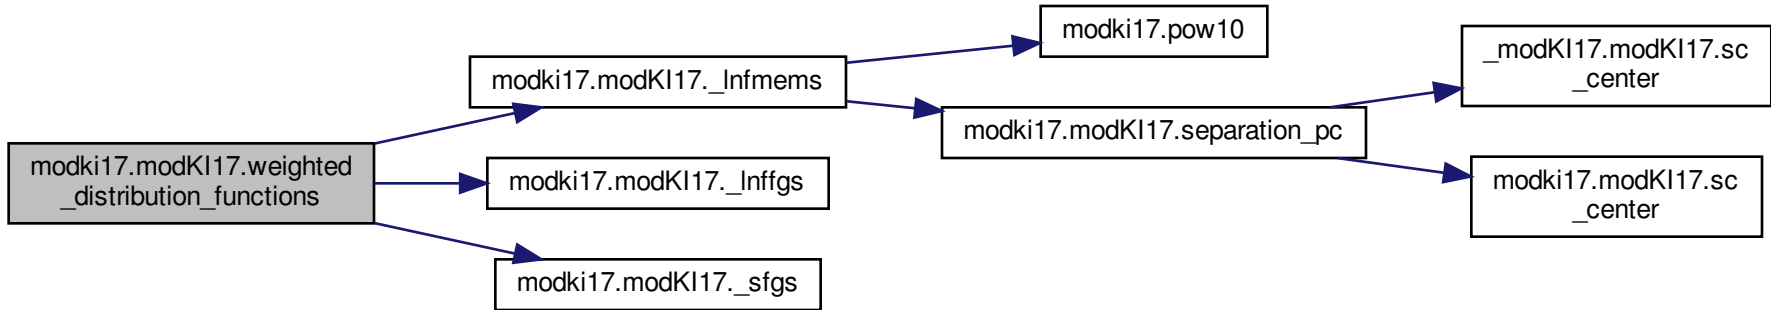 modki17.modKI17.weighted
_distribution_functions
modki17.modKI17._lnfmems
modki17.modKI17._lnffgs
modki17.modKI17._sfgs
modki17.pow10
modki17.modKI17.separation_pc
_modKI17.modKI17.sc
_center
modki17.modKI17.sc
_center